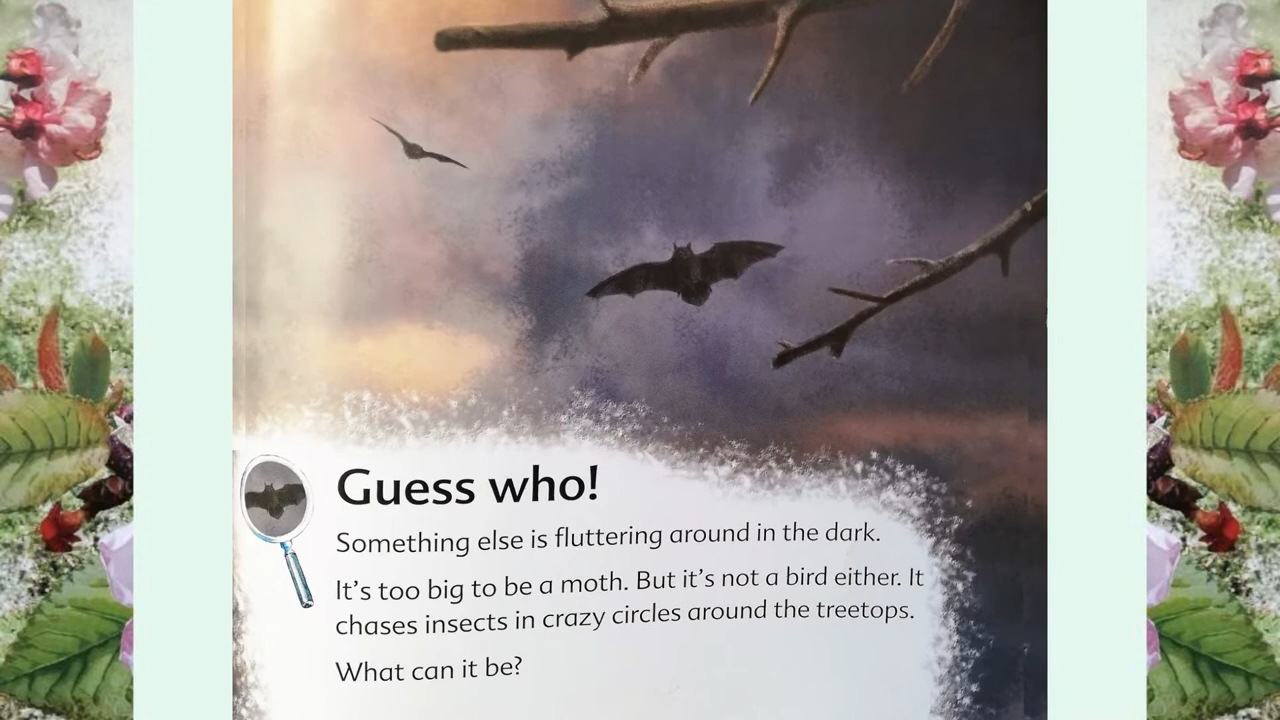 Guess who!
Something else is fluttering around in the dark.
It's too big to be a moth. But it's not a bird either. It
chases insects in crazy circles around the treetops.
What can it be?